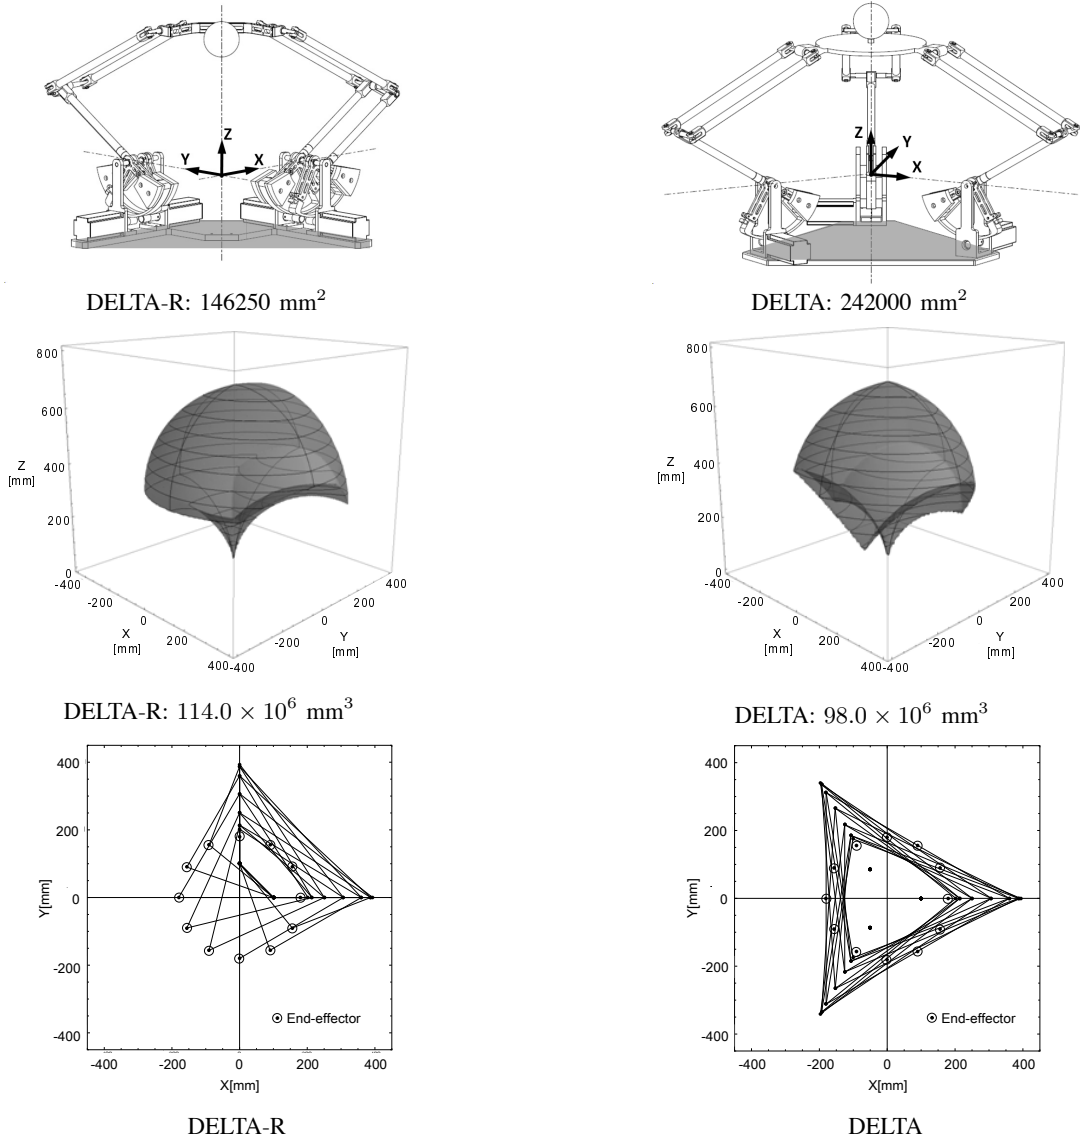 Z
Y
X
Z
Y
X
DELTA-R: 146250 mm²
DELTA: 242000 mm²
800
600
Z
[mm]
400
200
0
-400
-200
0
X
[mm]
200
400
-400
-200
Y
[mm]
0
200
400
800
600
Z
[mm]
400
200
0
-400
-200
0
X
[mm]
200
400
-400
-200
Y
[mm]
0
200
400
DELTA-R: 114.0 × 10⁶ mm³
DELTA: 98.0 × 10⁶ mm³
400
200
0
-200
-400
Y[mm]
End-effector
-400 -200 0 200 400
X[mm]
400
200
0
-200
-400
Y[mm]
End-effector
-400 -200 0 200 400
X[mm]
DELTA-R
DELTA